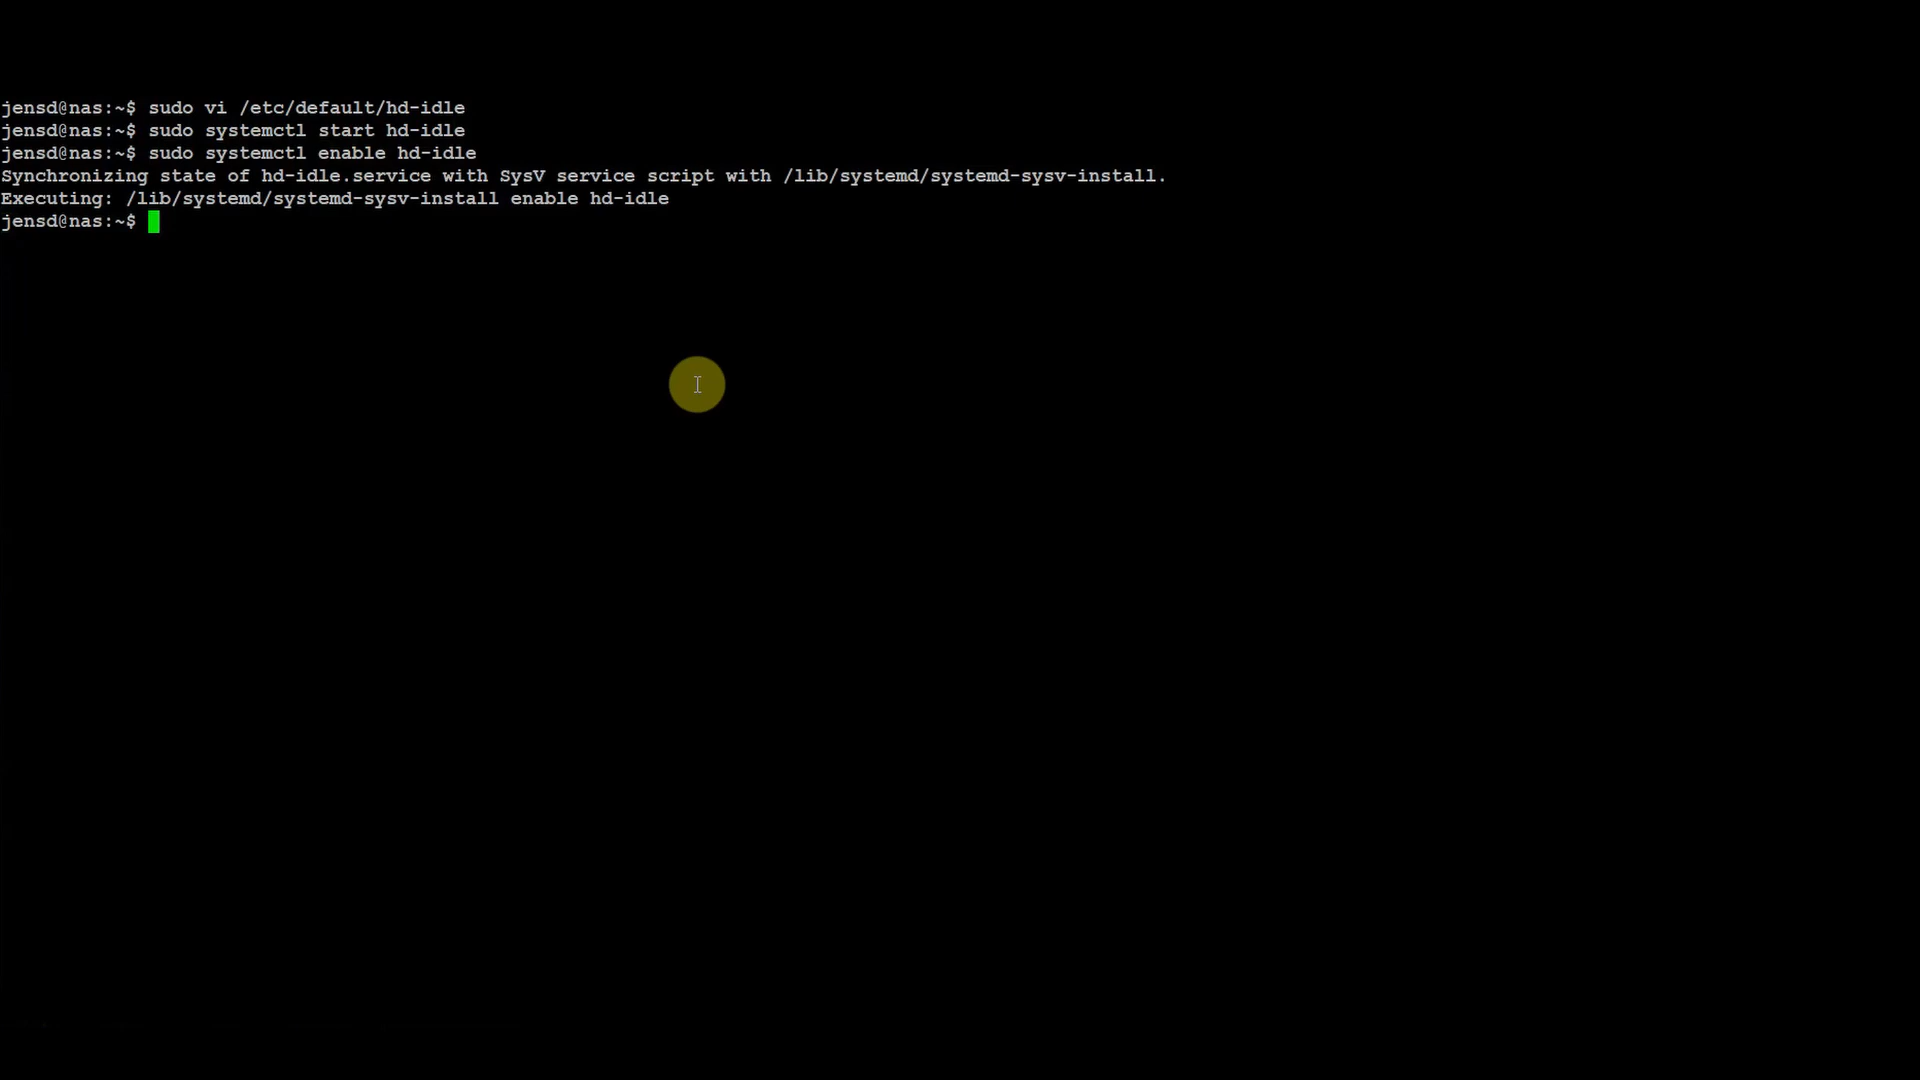 jensd@nas:~$ sudo vi /etc/default/hd-idle
jensd@nas:~$ sudo systemctl start hd-idle
jensd@nas:~$ sudo systemctl enable hd-idle
Synchronizing state of hd-idle.service with SysV service script with /lib/systemd/systemd-sysv-install.
Executing: /lib/systemd/systemd-sysv-install enable hd-idle
jensd@nas:~$